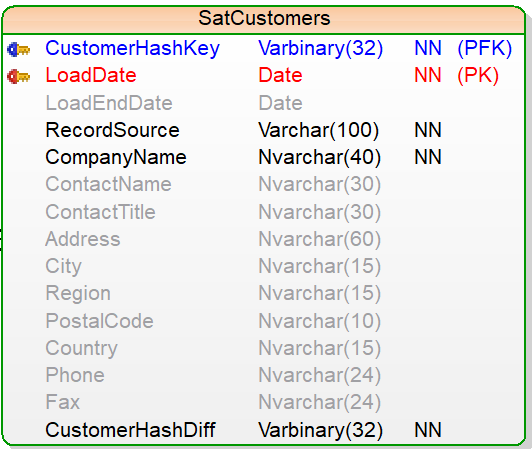 SatCustomers
CustomerHashKey Varbinary(32) NN (PFK)
LoadDate Date NN (PK)
LoadEndDate Date
RecordSource Varchar(100) NN
CompanyName Nvarchar(40) NN
ContactName Nvarchar(30)
ContactTitle Nvarchar(30)
Address Nvarchar(60)
City Nvarchar(15)
Region Nvarchar(15)
PostalCode Nvarchar(10)
Country Nvarchar(15)
Phone Nvarchar(24)
Fax Nvarchar(24)
CustomerHashDiff Varbinary(32) NN